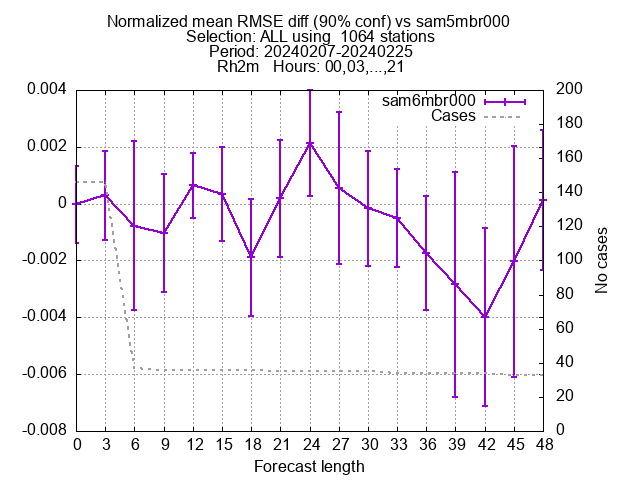 Normalized mean RMSE diff (90% conf) vs sam5mbr000
Selection: ALL using  1064 stations
Period: 20240207-20240225
Rh2m   Hours: 00,03,...,21
0.004
0.002
0
-0.002
-0.004
-0.006
-0.008
sam6mbr000
Cases
200
180
160
140
120
100
80
60
40
20
0
No cases
0 3 6 9 12 15 18 21 24 27 30 33 36 39 42 45 48
Forecast length